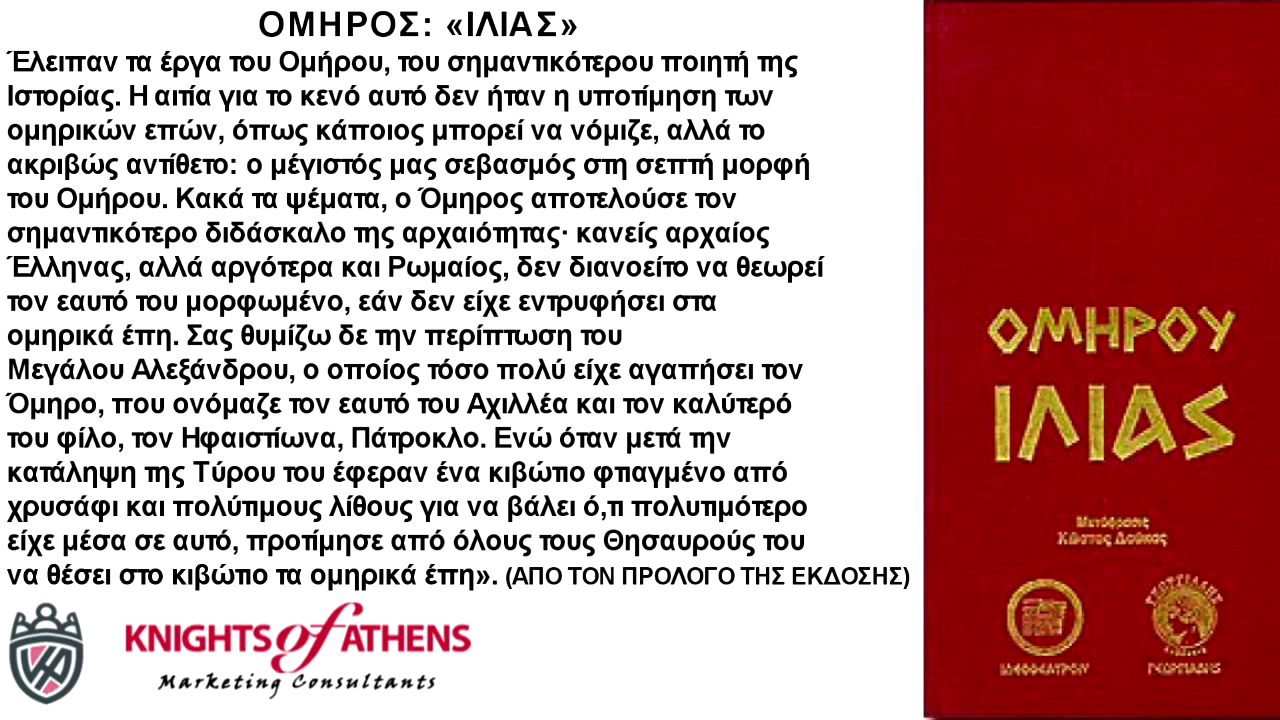 ΟΜΗΡΟΣ: «ΙΛΙΑΣ»
Έλειπαν τα έργα του Ομήρου, του σημαντικότερου ποιητή της
Ιστορίας. Η αιτία για το κενό αυτό δεν ήταν η υποτίμηση των
ομηρικών επών, όπως κάποιος μπορεί να νόμιζε, αλλά το
ακριβώς αντίθετο: ο μέγιστός μας σεβασμός στη σεπτή μορφή
του Ομήρου. Κακά τα ψέματα, ο Όμηρος αποτελούσε τον
σημαντικότερο διδάσκαλο της αρχαιότητας· κανείς αρχαίος
Έλληνας, αλλά αργότερα και Ρωμαίος, δεν διανοείτο να θεωρεί
τον εαυτό του μορφωμένο, εάν δεν είχε εντρυφήσει στα
ομηρικά έπη. Σας θυμίζω δε την περίπτωση του
Μεγάλου Αλεξάνδρου, ο οποίος τόσο πολύ είχε αγαπήσει τον
Όμηρο, που ονόμαζε τον εαυτό του Αχιλλέα και τον καλύτερό
του φίλο, τον Ηφαιστίωνα, Πάτροκλο. Ενώ όταν μετά την
κατάληψη της Τύρου του έφεραν ένα κιβώτιο φτιαγμένο από
χρυσάφι και πολύτιμους λίθους για να βάλει ό,τι πολυτιμότερο
είχε μέσα σε αυτό, προτίμησε από όλους τους Θησαυρούς του
να θέσει στο κιβώτιο τα ομηρικά έπη». (ΑΠΟ ΤΟΝ ΠΡΟΛΟΓΟ ΤΗΣ ΕΚΔΟΣΗΣ)
KNIGHTS of ATHENS
Marketing Consultants
ΟΜΗΡΟΥ
ΙΛΙΑΣ
Μετάφρασις
Κώστας Δούκας
ΓΕΩΡΓΙΑΔΗΣ